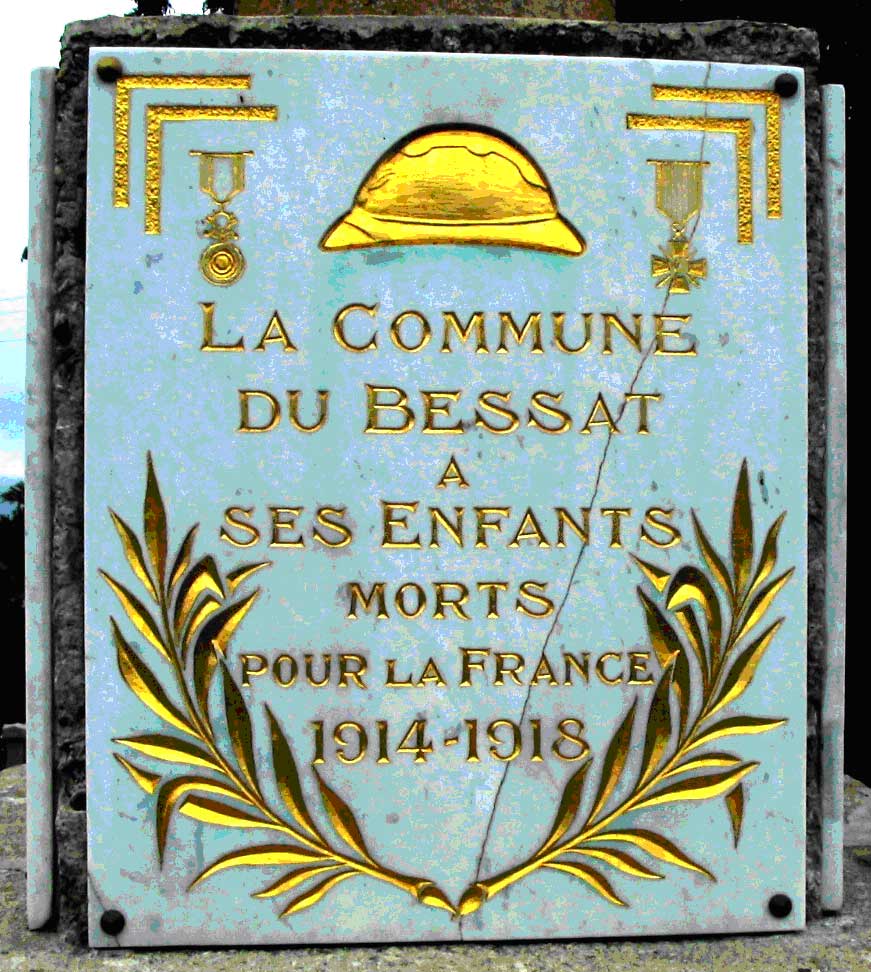 LA COMMUNE
DU BESSAT
A
SES ENFANTS
MORTS
POUR LA FRANCE
1914-1918